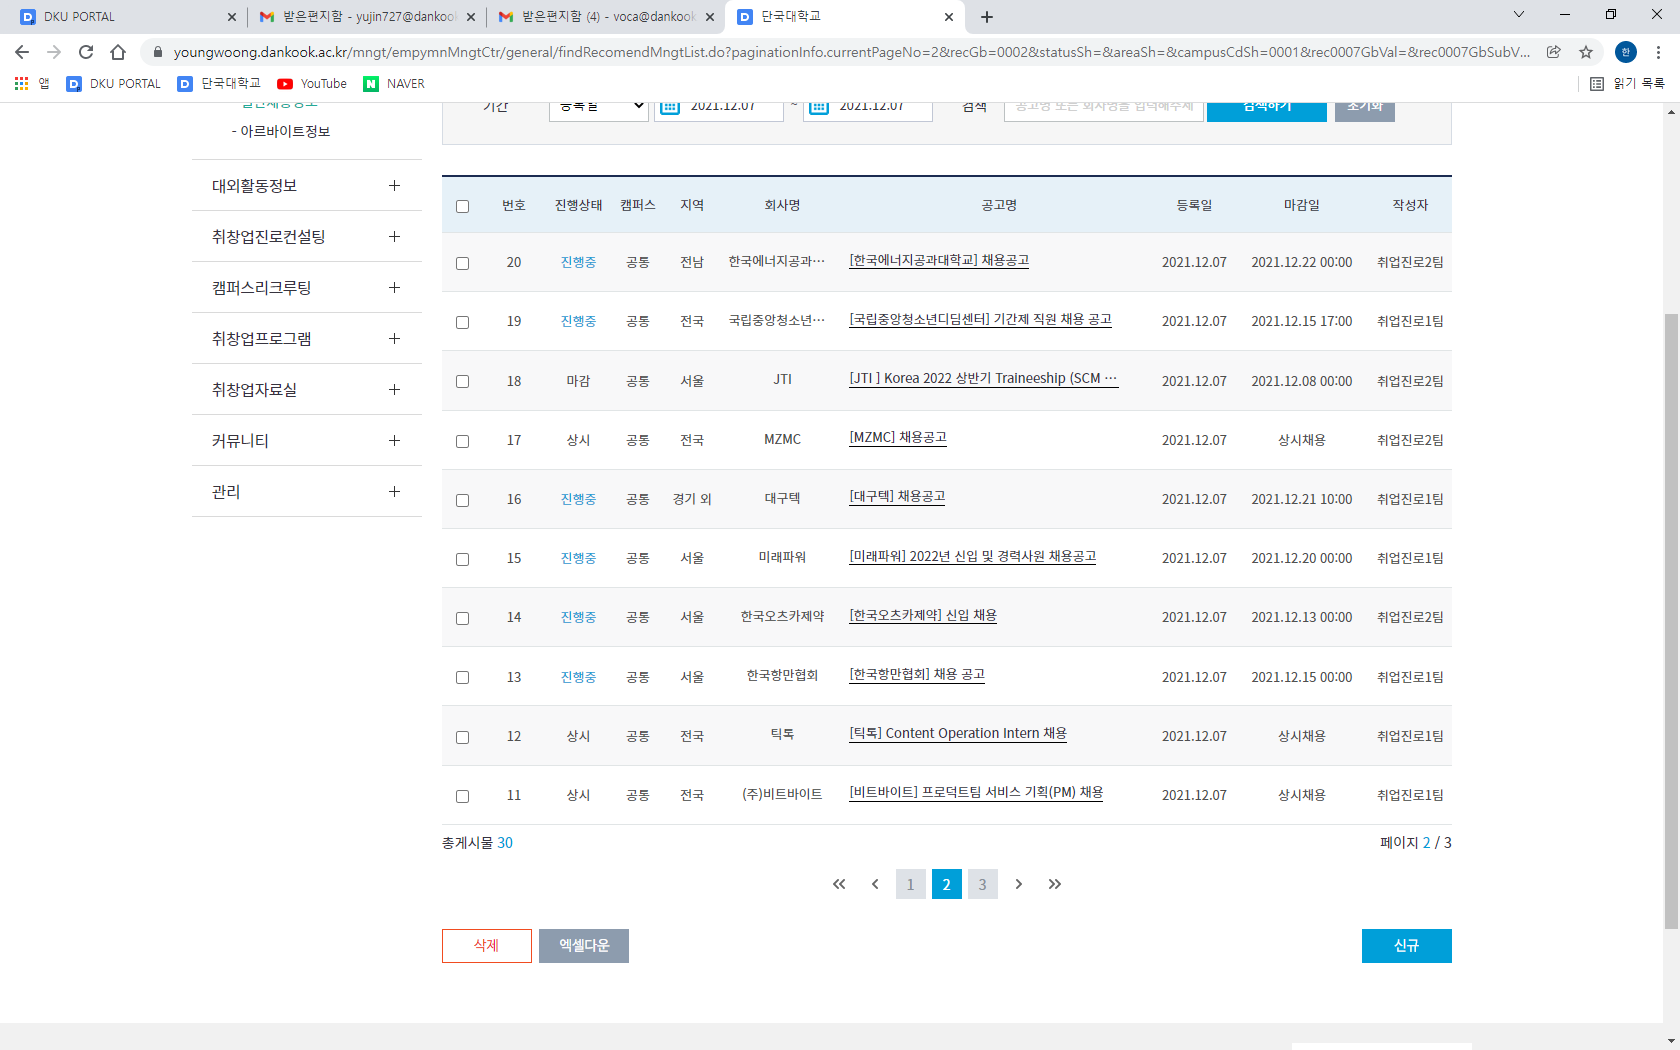 DKU PORTAL
받은편지함 - yujin727@dankook
받은편지함 (4) - voca@dankook
단국대학교
youngwoong.dankook.ac.kr/mngt/empymnMngtCtr/general/findRecomendMngtList.do?paginationInfo.currentPageNo=2&recGb=0002&statusSh=&areaSh=&campusCdSh=0001&rec0007GbVal=&rec0007GbSubV...
한
앱 DKU PORTAL 단국대학교 YouTube NAVER 읽기 목록
일반채용정보
- 아르바이트정보
대외활동정보
취창업진로컨설팅
캠퍼스리크루팅
취창업프로그램
취창업자료실
커뮤니티
관리
기간 등록일 2021.12.07 ~ 2021.12.07 검색 공고명 또는 회사명을 입력해주세 검색하기 초기화
번호 진행상태 캠퍼스 지역 회사명 공고명 등록일 마감일 작성자
20 진행중 공통 전남 한국에너지공과··· [한국에너지공과대학교] 채용공고 2021.12.07 2021.12.22 00:00 취업진로2팀
19 진행중 공통 전국 국립중앙청소년··· [국립중앙청소년디딤센터] 기간제 직원 채용 공고 2021.12.07 2021.12.15 17:00 취업진로1팀
18 마감 공통 서울 JTI [JTI ] Korea 2022 상반기 Traineeship (SCM ··· 2021.12.07 2021.12.08 00:00 취업진로2팀
17 상시 공통 전국 MZMC [MZMC] 채용공고 2021.12.07 상시채용 취업진로2팀
16 진행중 공통 경기 외 대구텍 [대구텍] 채용공고 2021.12.07 2021.12.21 10:00 취업진로1팀
15 진행중 공통 서울 미래파워 [미래파워] 2022년 신입 및 경력사원 채용공고 2021.12.07 2021.12.20 00:00 취업진로1팀
14 진행중 공통 서울 한국오츠카제약 [한국오츠카제약] 신입 채용 2021.12.07 2021.12.13 00:00 취업진로2팀
13 진행중 공통 서울 한국항만협회 [한국항만협회] 채용 공고 2021.12.07 2021.12.15 00:00 취업진로1팀
12 상시 공통 전국 틱톡 [틱톡] Content Operation Intern 채용 2021.12.07 상시채용 취업진로1팀
11 상시 공통 전국 (주)비트바이트 [비트바이트] 프로덕트팀 서비스 기획(PM) 채용 2021.12.07 상시채용 취업진로1팀
총게시물 30 페이지 2 / 3
1 2 3
삭제 엑셀다운 신규